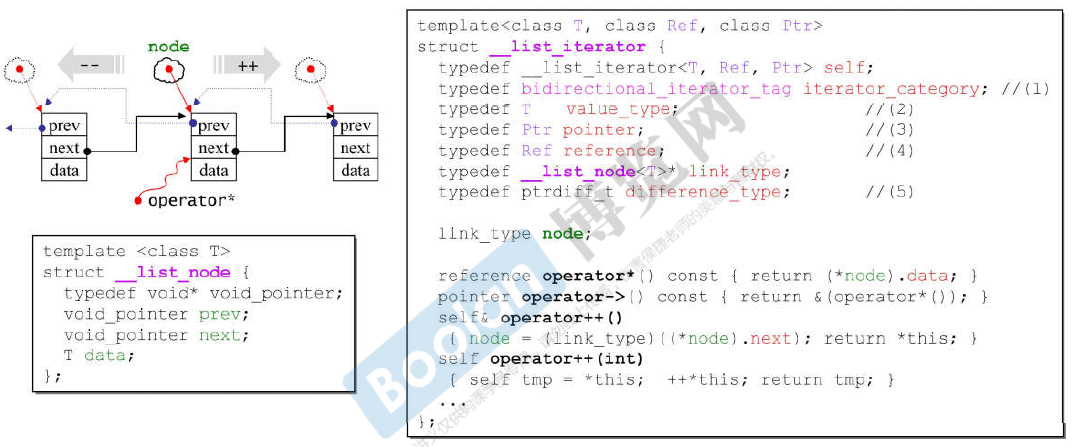 node
-- ++
prev prev prev
next next next
data data data
operator*
template <class T>
struct __list_node {
typedef void* void_pointer;
void_pointer prev;
void_pointer next;
T data;
};
template<class T, class Ref, class Ptr>
struct __list_iterator {
typedef __list_iterator<T, Ref, Ptr> self;
typedef bidirectional_iterator_tag iterator_category; //(1)
typedef T value_type; //(2)
typedef Ptr pointer; //(3)
typedef Ref reference; //(4)
typedef __list_node<T>* link_type;
typedef ptrdiff_t difference_type; //(5)
link_type node;
reference operator*() const { return (*node).data; }
pointer operator->() const { return &(operator*()); }
self& operator++()
{ node = (link_type)((*node).next); return *this; }
self operator++(int)
{ self tmp = *this; ++*this; return tmp; }
...
};
Boolan 博览网